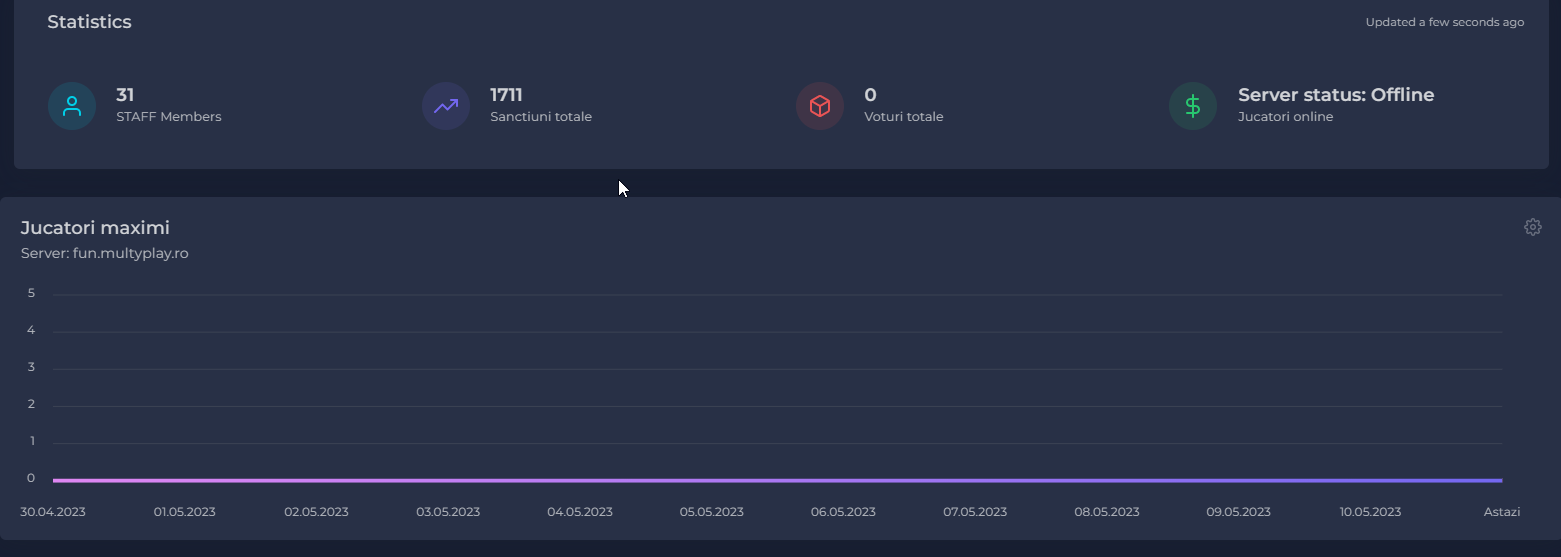 Statistics
Updated a few seconds ago
31
STAFF Members
1711
Sanctiuni totale
0
Voturi totale
Server status: Offline
Jucatori online
Jucatori maximi
Server: fun.multyplay.ro
5
4
3
2
1
0
30.04.2023 01.05.2023 02.05.2023 03.05.2023 04.05.2023 05.05.2023 06.05.2023 07.05.2023 08.05.2023 09.05.2023 10.05.2023 Astazi